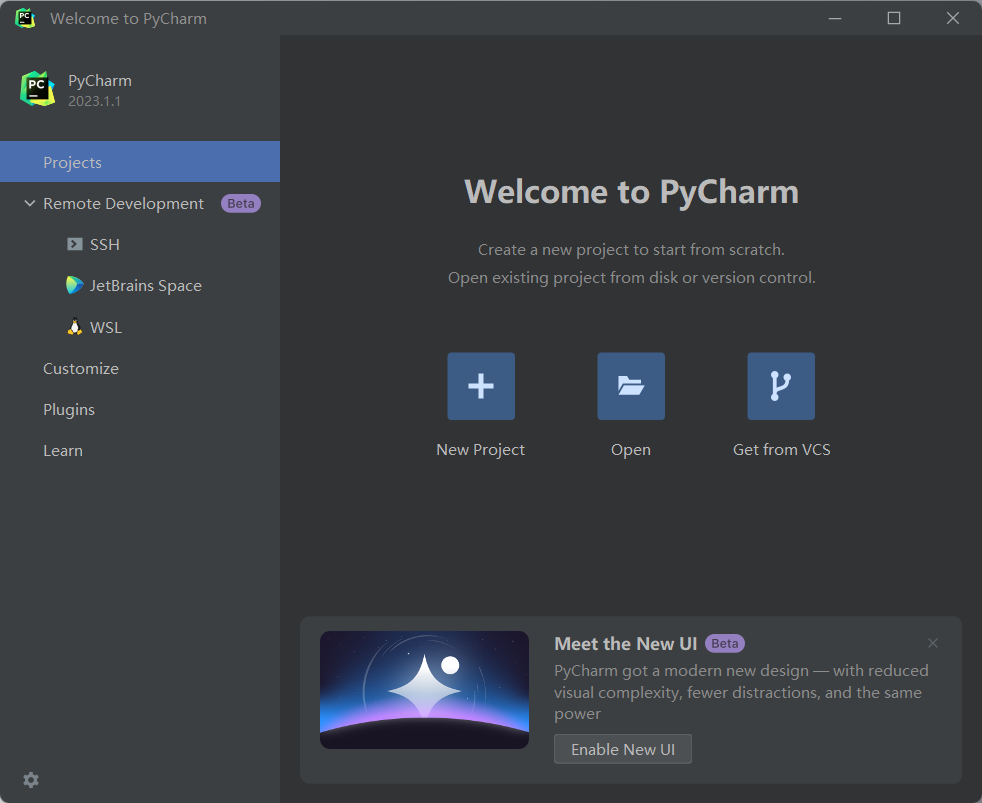 PC Welcome to PyCharm
PC PyCharm
2023.1.1
Projects
Remote Development Beta
SSH
JetBrains Space
WSL
Customize
Plugins
Learn
Welcome to PyCharm
Create a new project to start from scratch.
Open existing project from disk or version control.
New Project Open Get from VCS
Meet the New UI Beta
PyCharm got a modern new design — with reduced
visual complexity, fewer distractions, and the same
power
Enable New UI